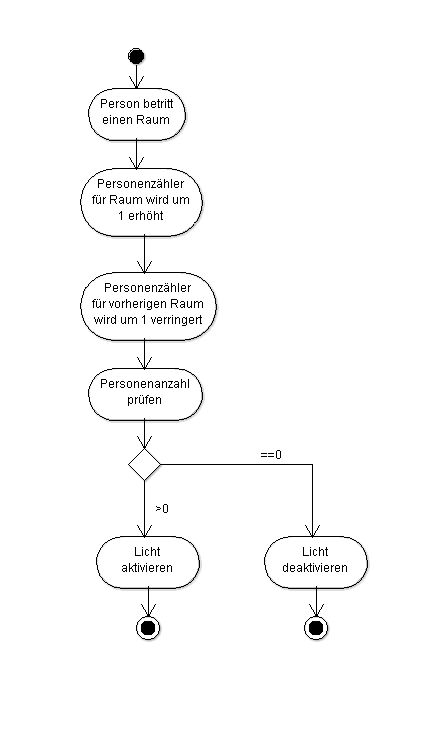 Person betritt
einen Raum
Personenzähler
für Raum wird um
1 erhöht
Personenzähler
für vorherigen Raum
wird um 1 verringert
Personenanzahl
prüfen
==0
>0
Licht
aktivieren
Licht
deaktivieren